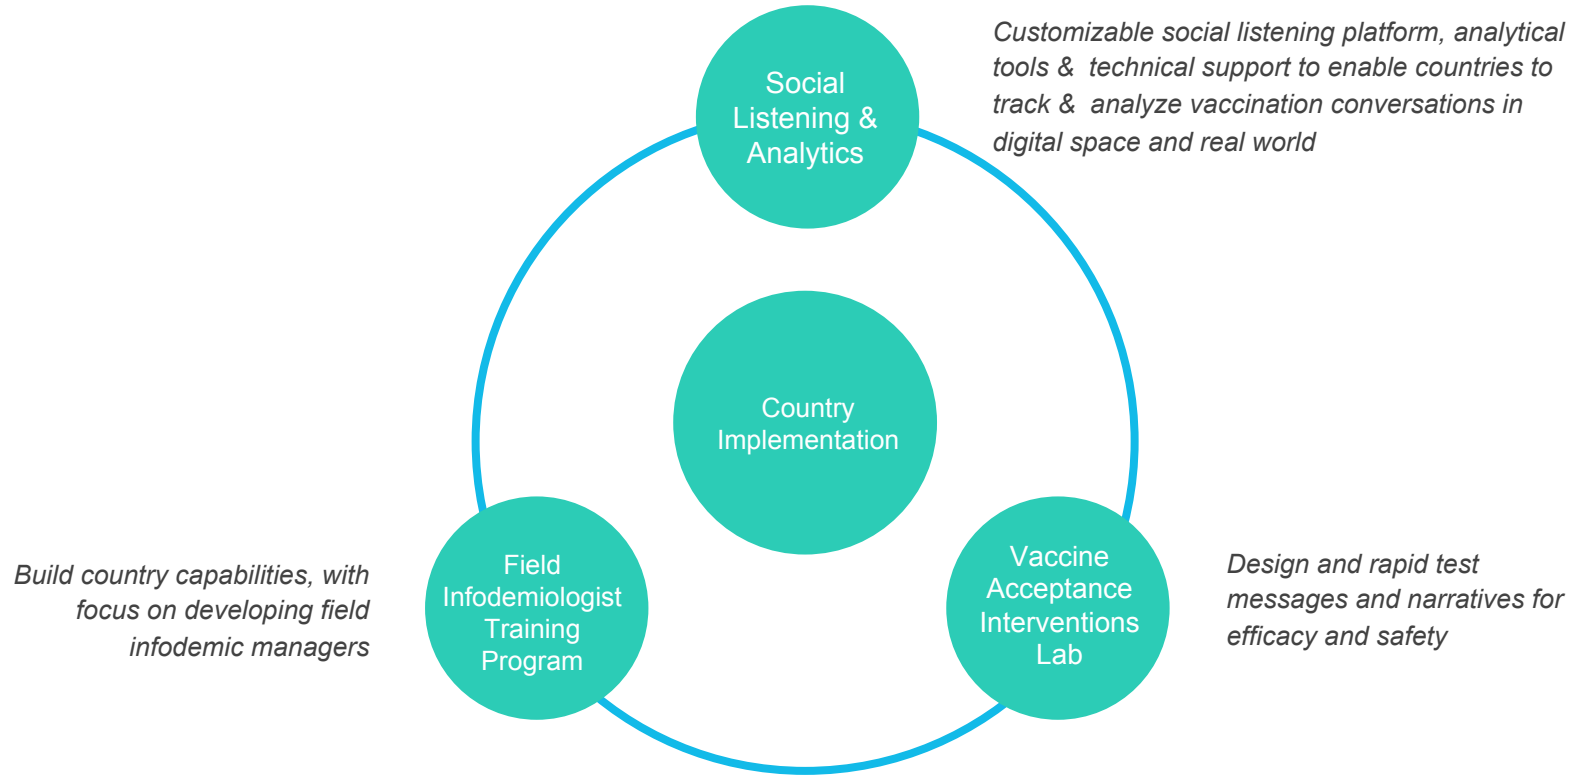 Social
Listening &
Analytics
Customizable social listening platform, analytical
tools & technical support to enable countries to
track & analyze vaccination conversations in
digital space and real world
Country
Implementation
Build country capabilities, with
focus on developing field
infodemic managers
Field
Infodemiologist
Training
Program
Vaccine
Acceptance
Interventions
Lab
Design and rapid test
messages and narratives for
efficacy and safety